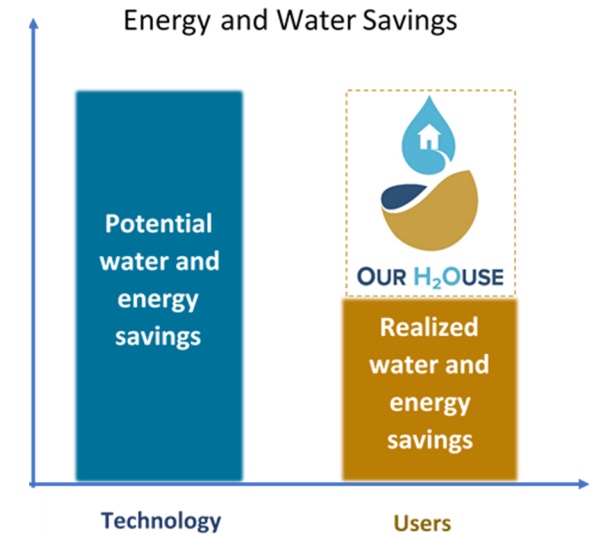 Energy and Water Savings
Potential
water and
energy
savings
OUR H₂OUSE
Realized
water and
energy
savings
Technology
Users